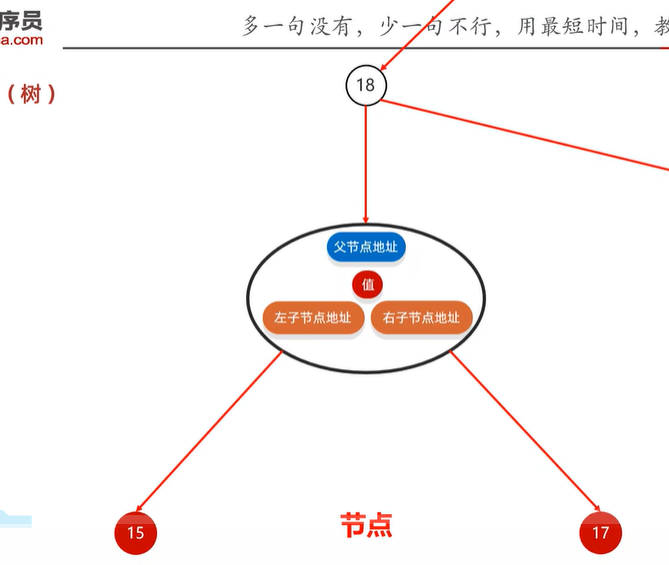 序员
多一句没有，少一句不行，用最短时间，教
a.com
（树）
18
父节点地址
值
左子节点地址
右子节点地址
15
节点
17